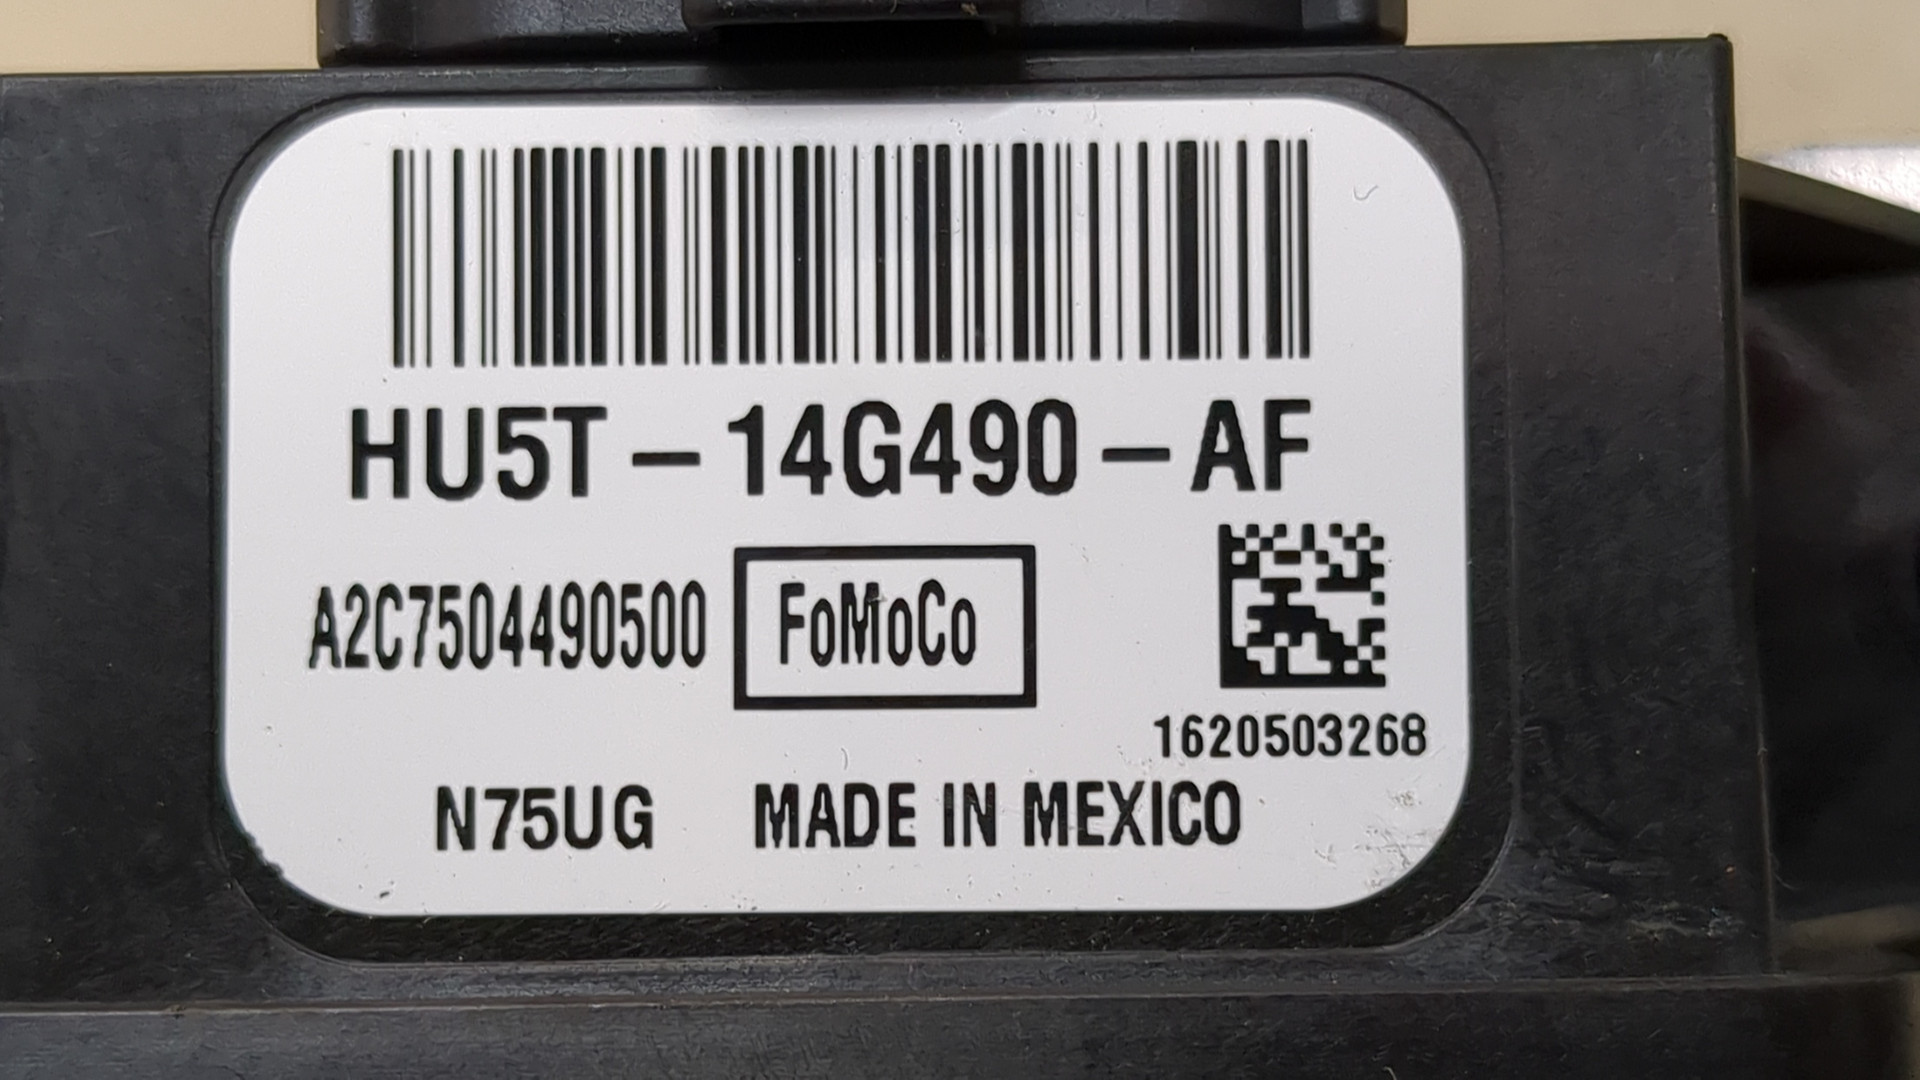 HU5T-14G490-AF
A2C7504490500 FoMoCo
1620503268
N75UG MADE IN MEXICO